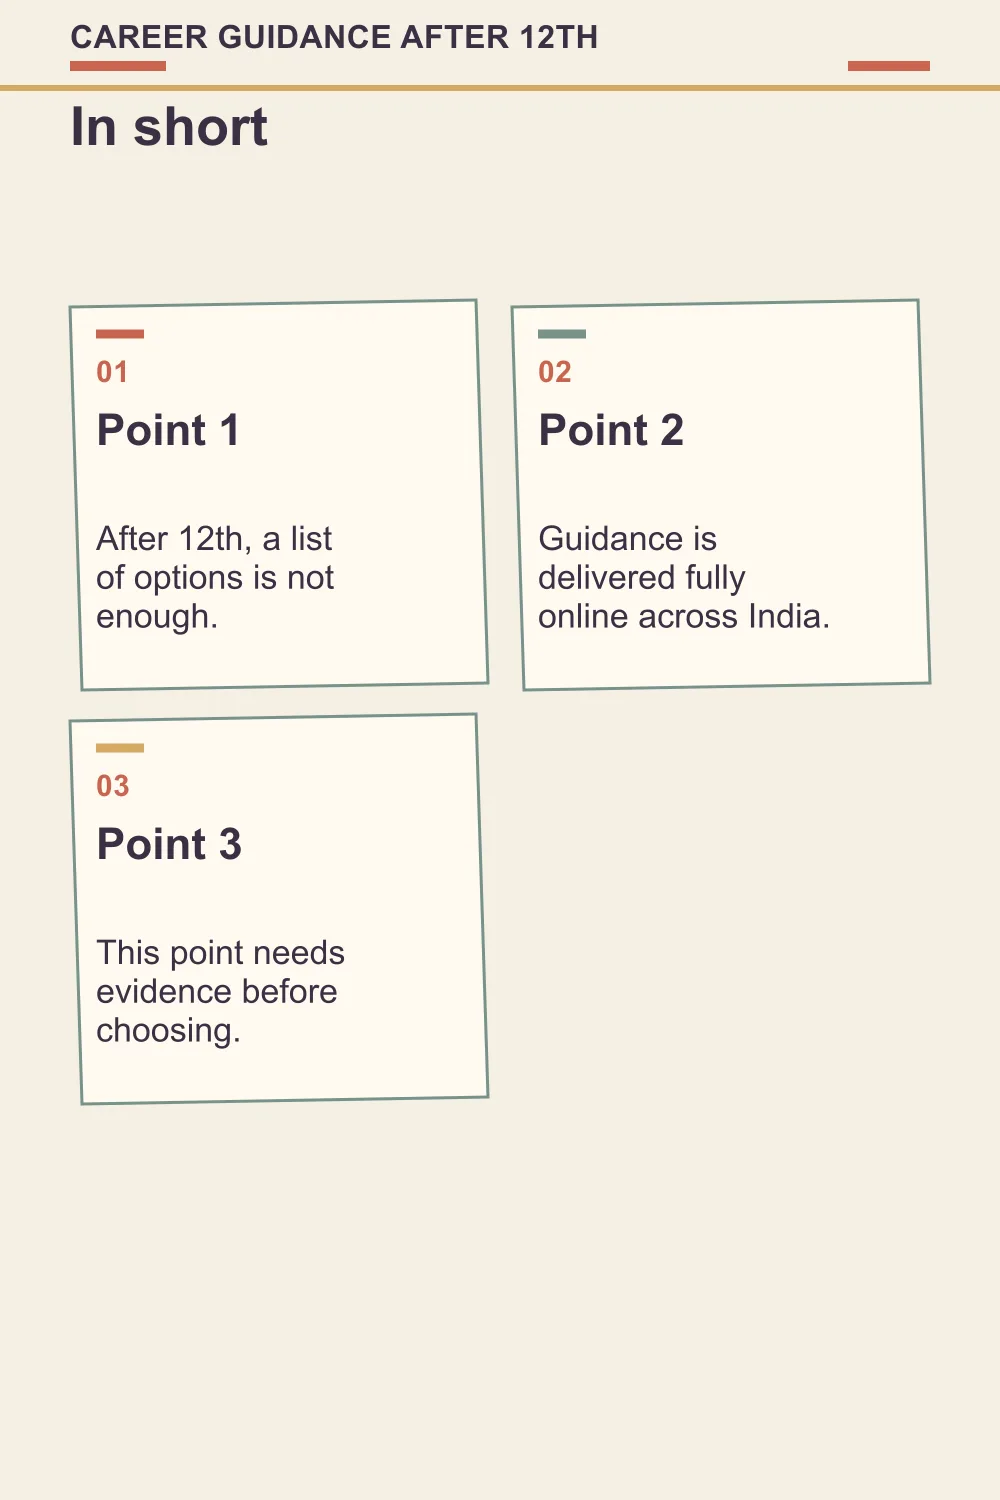 CAREER GUIDANCE AFTER 12TH
In short
01
Point 1
After 12th, a list
of options is not
enough.
02
Point 2
Guidance is
delivered fully
online across India.
03
Point 3
This point needs
evidence before
choosing.